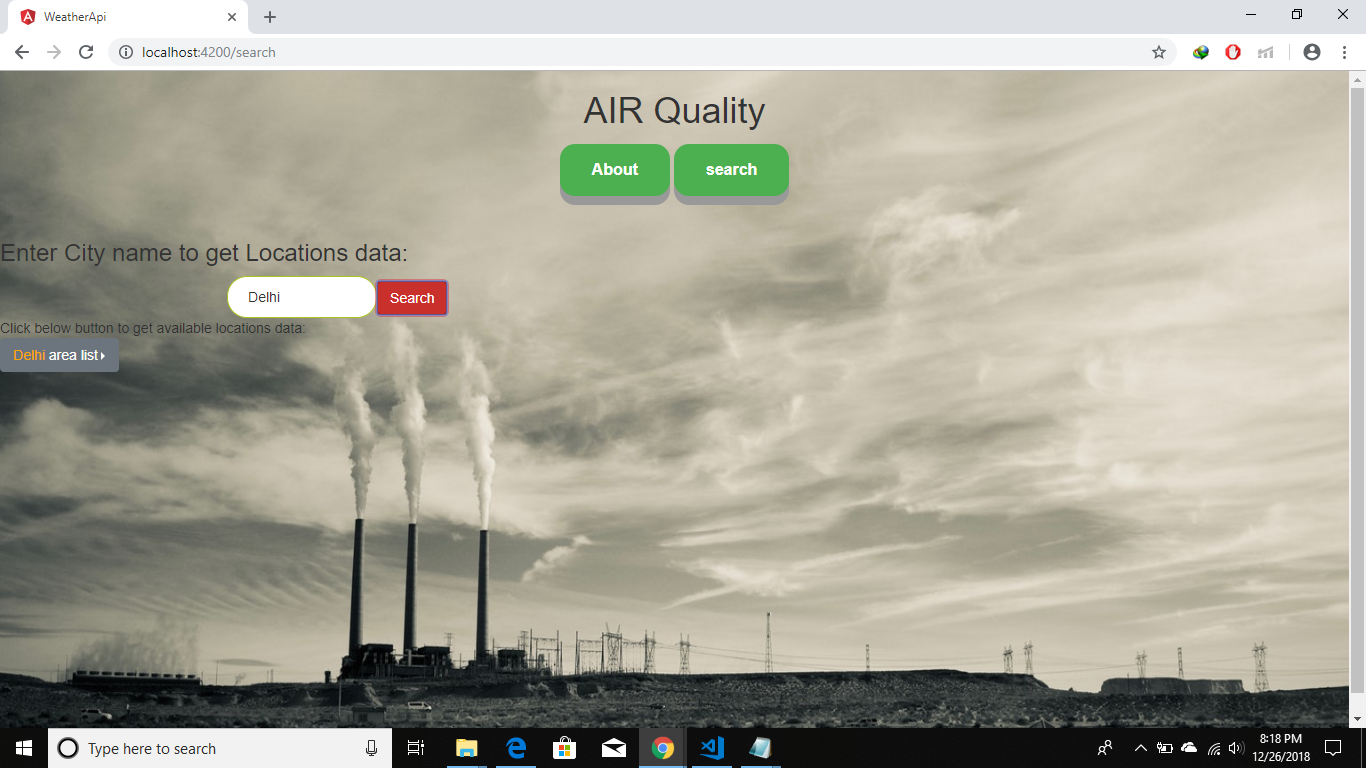 WeatherApi
localhost:4200/search
AIR Quality
About
search
Enter City name to get Locations data:
Delhi
Search
Click below button to get available locations data:
Delhi area list
Type here to search
8:18 PM
12/26/2018